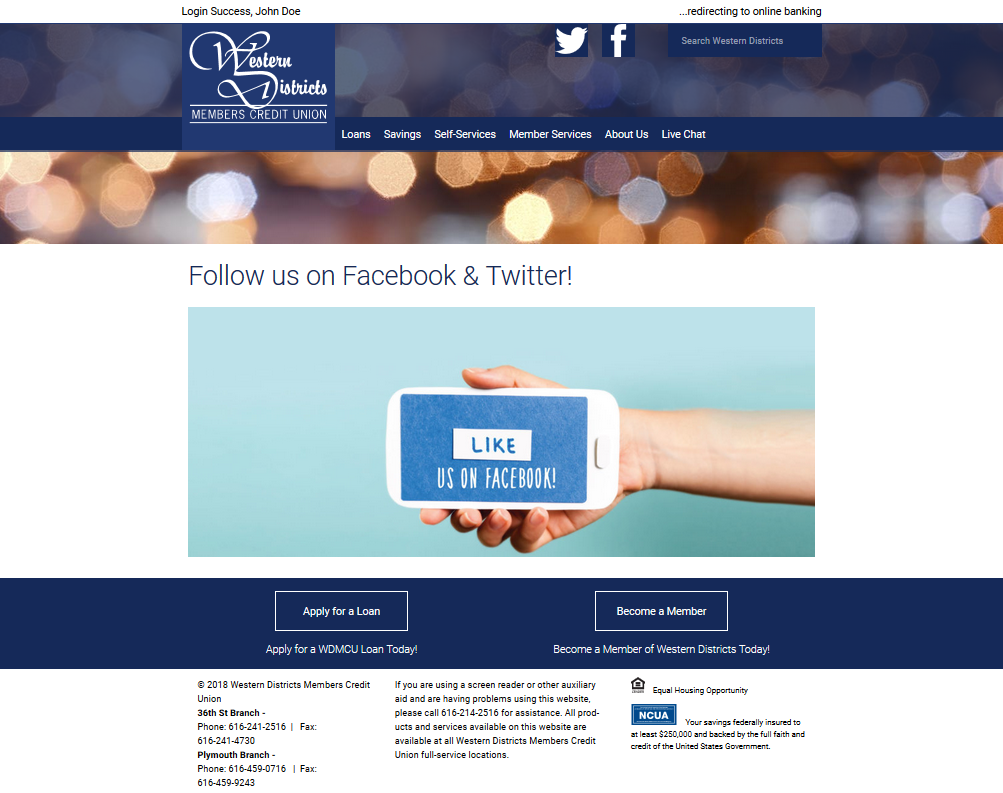 Login Success, John Doe
...redirecting to online banking
Western
Districts
MEMBERS CREDIT UNION
Search Western Districts
Loans Savings Self-Services Member Services About Us Live Chat
Follow us on Facebook & Twitter!
LIKE
US ON FACEBOOK!
Apply for a Loan
Apply for a WDMCU Loan Today!
Become a Member
Become a Member of Western Districts Today!
© 2018 Western Districts Members Credit
Union
36th St Branch -
Phone: 616-241-2516 | Fax:
616-241-4730
Plymouth Branch -
Phone: 616-459-0716 | Fax:
616-459-9243
If you are using a screen reader or other auxiliary
aid and are having problems using this website,
please call 616-214-2516 for assistance. All prod-
ucts and services available on this website are
available at all Western Districts Members Credit
Union full-service locations.
Equal Housing Opportunity
NCUA
Your savings federally insured to
at least $250,000 and backed by the full faith and
credit of the United States Government.